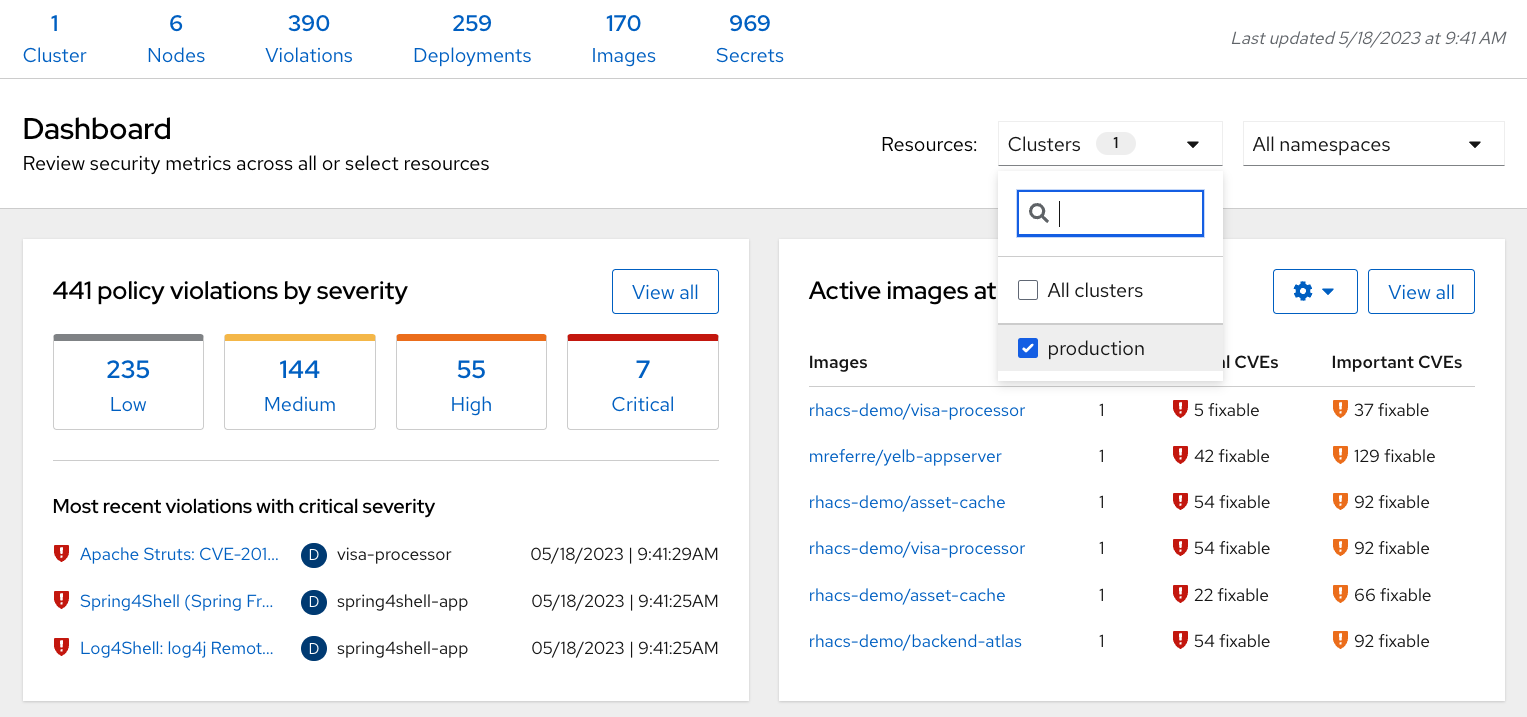 1 6 390 259 170 969
Cluster Nodes Violations Deployments Images Secrets
Last updated 5/18/2023 at 9:41 AM
Dashboard
Review security metrics across all or select resources
Resources: Clusters 1 All namespaces
All clusters
production
441 policy violations by severity View all
235 144 55 7
Low Medium High Critical
Most recent violations with critical severity
Apache Struts: CVE-201... D visa-processor 05/18/2023 | 9:41:29AM
Spring4Shell (Spring Fr... D spring4shell-app 05/18/2023 | 9:41:25AM
Log4Shell: log4j Remot... D spring4shell-app 05/18/2023 | 9:41:25AM
Active images at View all
Images CVEs Important CVEs
rhacs-demo/visa-processor 1 5 fixable 37 fixable
mreferre/yelb-appserver 1 42 fixable 129 fixable
rhacs-demo/asset-cache 1 54 fixable 92 fixable
rhacs-demo/visa-processor 1 54 fixable 92 fixable
rhacs-demo/asset-cache 1 22 fixable 66 fixable
rhacs-demo/backend-atlas 1 54 fixable 92 fixable